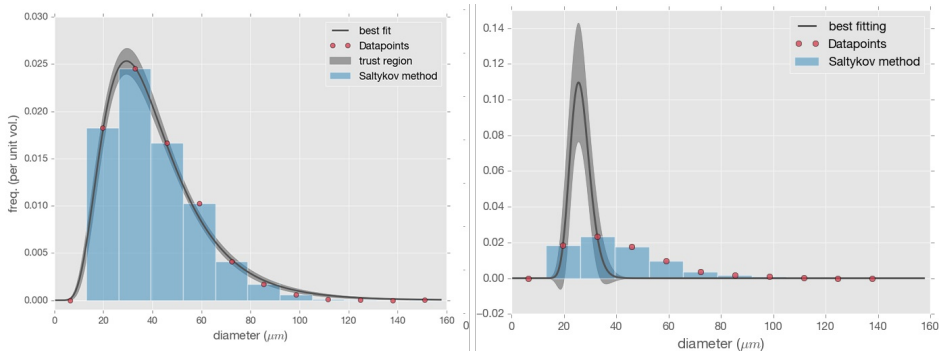 0.030
0.025
0.020
0.015
0.010
0.005
0.000
freq. (per unit vol.)
best fit
Datapoints
trust region
Saltykov method
0 20 40 60 80 100 120 140 160
diameter (μm)
0
0.14
0.12
0.10
0.08
0.06
0.04
0.02
0.00
−0.02
best fitting
Datapoints
Saltykov method
0 20 40 60 80 100 120 140 160
diameter (μm)